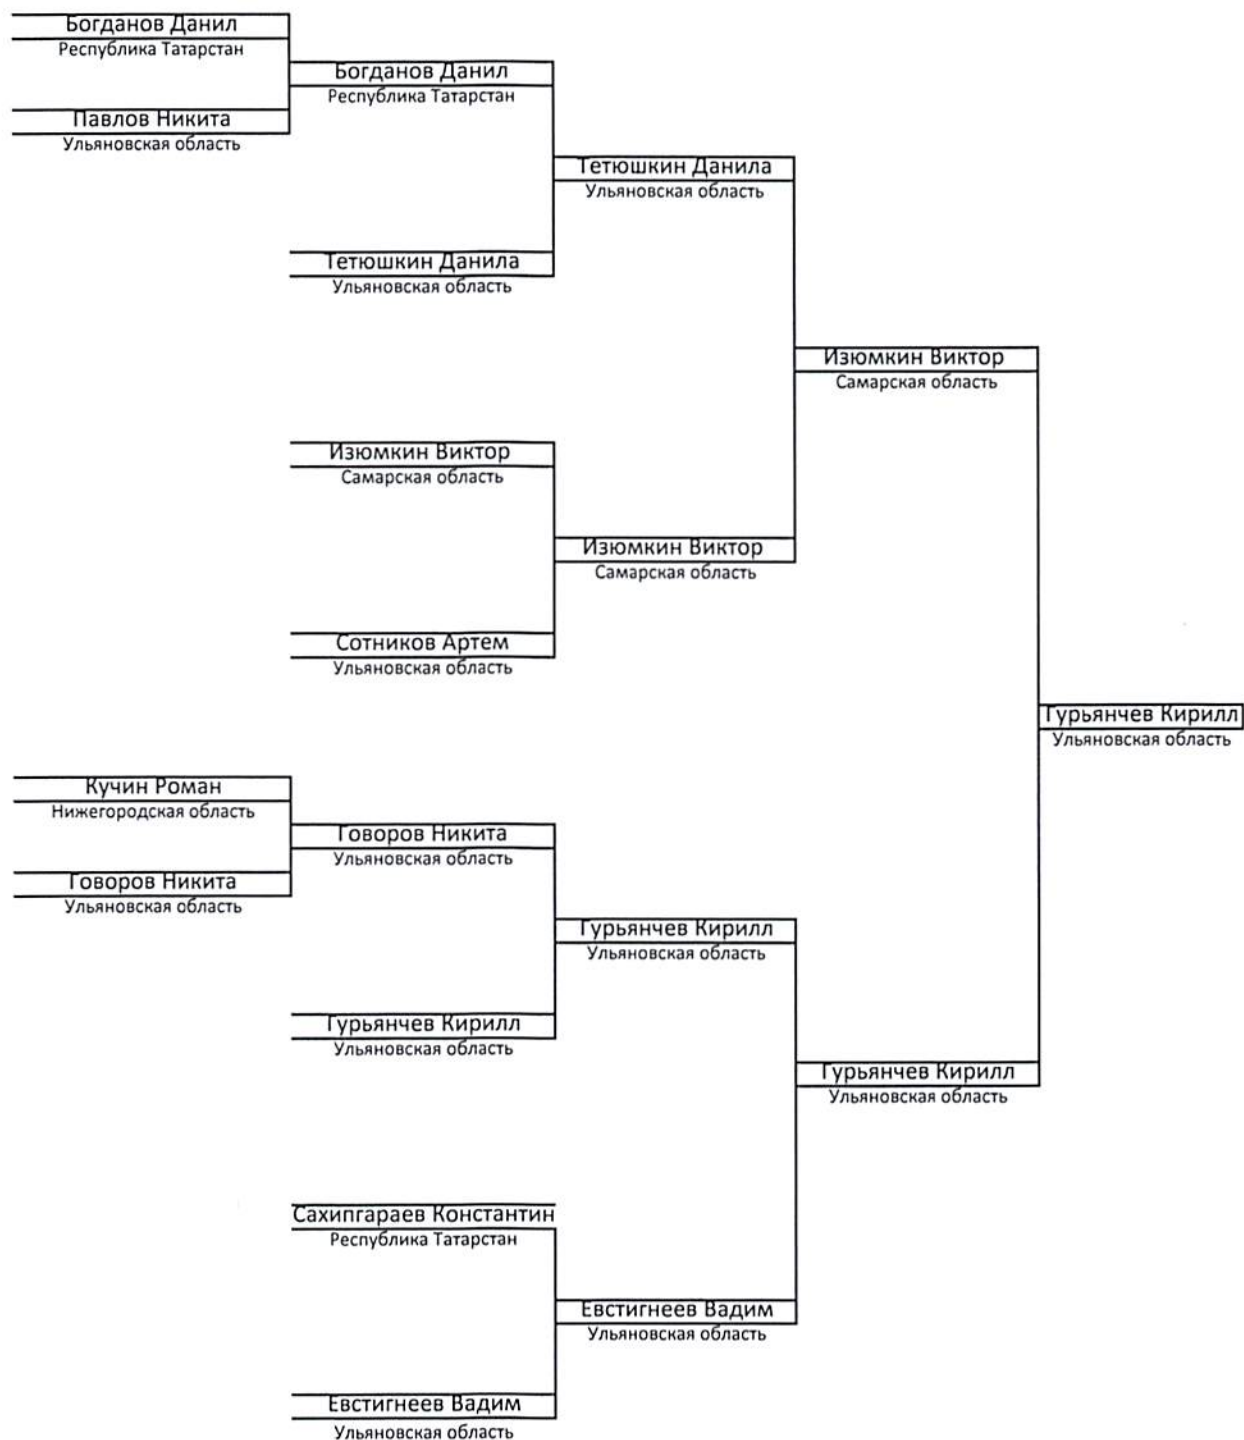 Богданов Данил
Республика Татарстан
Богданов Данил
Республика Татарстан
Павлов Никита
Ульяновская область
Тетюшкин Данила
Ульяновская область
Тетюшкин Данила
Ульяновская область
Изюмкин Виктор
Самарская область
Изюмкин Виктор
Самарская область
Изюмкин Виктор
Самарская область
Сотников Артем
Ульяновская область
Гурьянчев Кирилл
Ульяновская область
Кучин Роман
Нижегородская область
Говоров Никита
Ульяновская область
Говоров Никита
Ульяновская область
Гурьянчев Кирилл
Ульяновская область
Гурьянчев Кирилл
Ульяновская область
Гурьянчев Кирилл
Ульяновская область
Сахипгараев Константин
Республика Татарстан
Евстигнеев Вадим
Ульяновская область
Евстигнеев Вадим
Ульяновская область